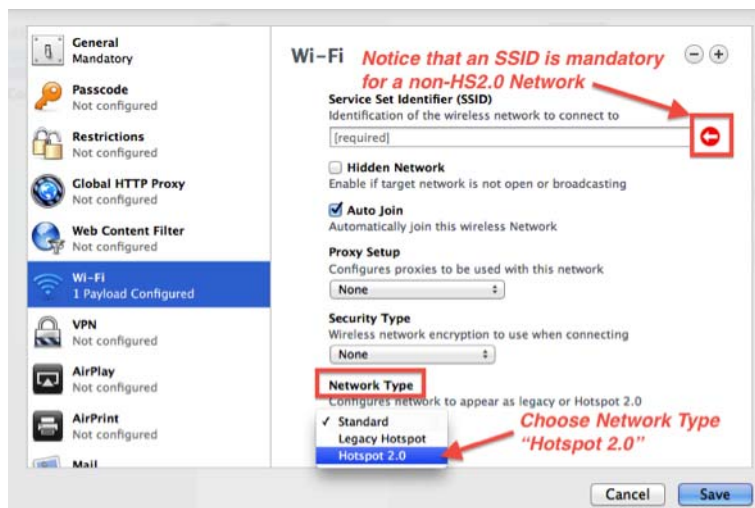 General
Mandatory
Passcode
Not configured
Restrictions
Not configured
Global HTTP Proxy
Not configured
Web Content Filter
Not configured
Wi-Fi
1 Payload Configured
VPN
Not configured
AirPlay
Not configured
AirPrint
Not configured
Mail
Wi-Fi
Notice that an SSID is mandatory
for a non-HS2.0 Network
Service Set Identifier (SSID)
Identification of the wireless network to connect to
[required]
Hidden Network
Enable if target network is not open or broadcasting
Auto Join
Automatically join this wireless Network
Proxy Setup
Configures proxies to be used with this network
None
Security Type
Wireless network encryption to use when connecting
None
Network Type
Configures network to appear as legacy or Hotspot 2.0
Standard
Legacy Hotspot
Hotspot 2.0
Choose Network Type
“Hotspot 2.0”
Cancel
Save